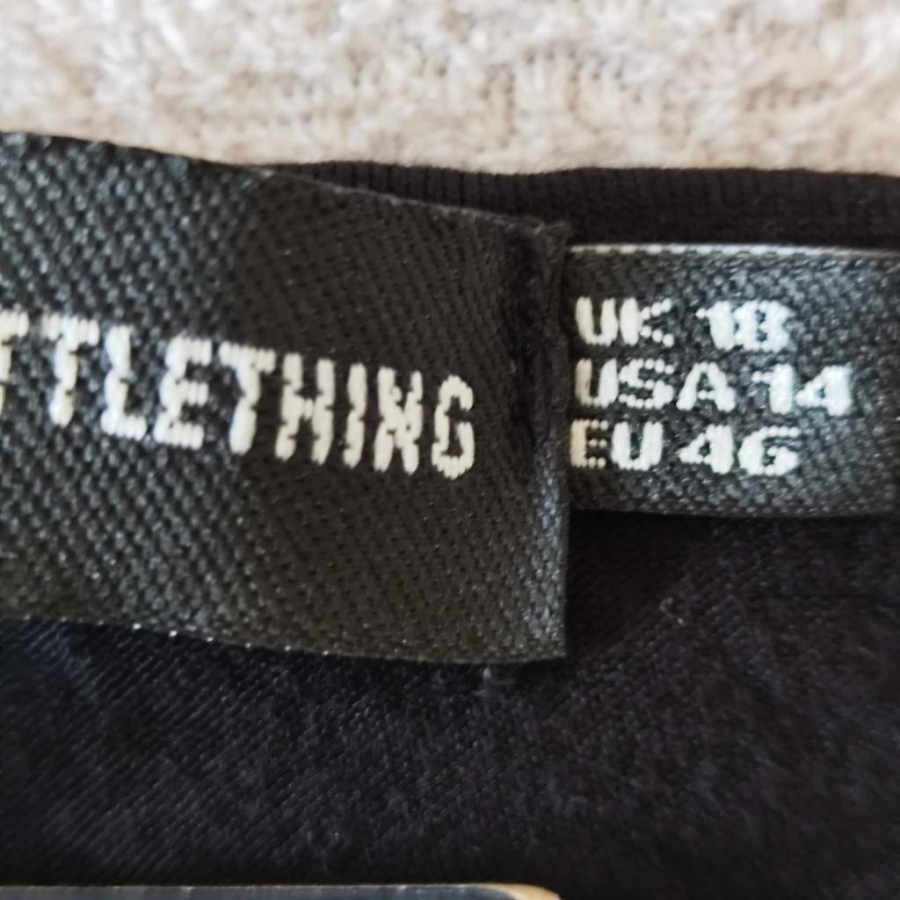 TTLETHING
UK 18
USA 14
EU 46